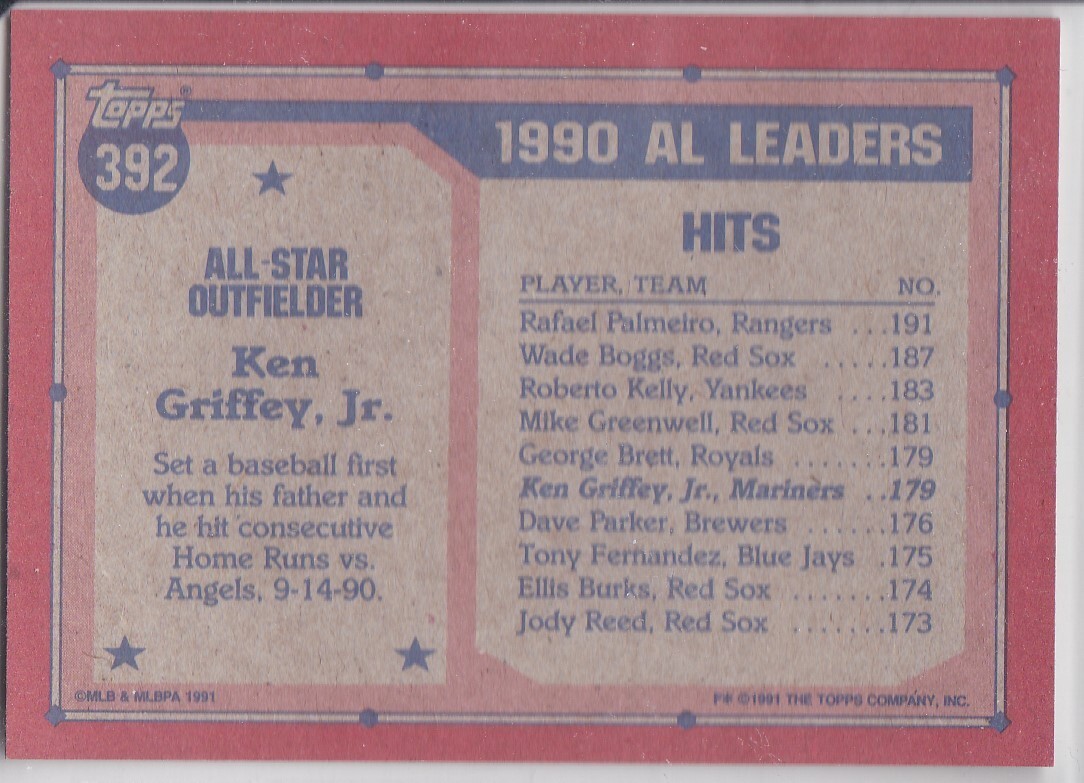 topps®
392
ALL-STAR
OUTFIELDER
Ken
Griffey, Jr.
Set a baseball first
when his father and
he hit consecutive
Home Runs vs.
Angels, 9-14-90.
1990 AL LEADERS
HITS
PLAYER, TEAM NO.
Rafael Palmeiro, Rangers ...191
Wade Boggs, Red Sox .....187
Roberto Kelly, Yankees ....183
Mike Greenwell, Red Sox ...181
George Brett, Royals .......179
Ken Griffey, Jr., Mariners ..179
Dave Parker, Brewers ......176
Tony Fernandez, Blue Jays .175
Ellis Burks, Red Sox .......174
Jody Reed, Red Sox .......173
©MLB & MLBPA 1991
F* ©1991 THE TOPPS COMPANY, INC.